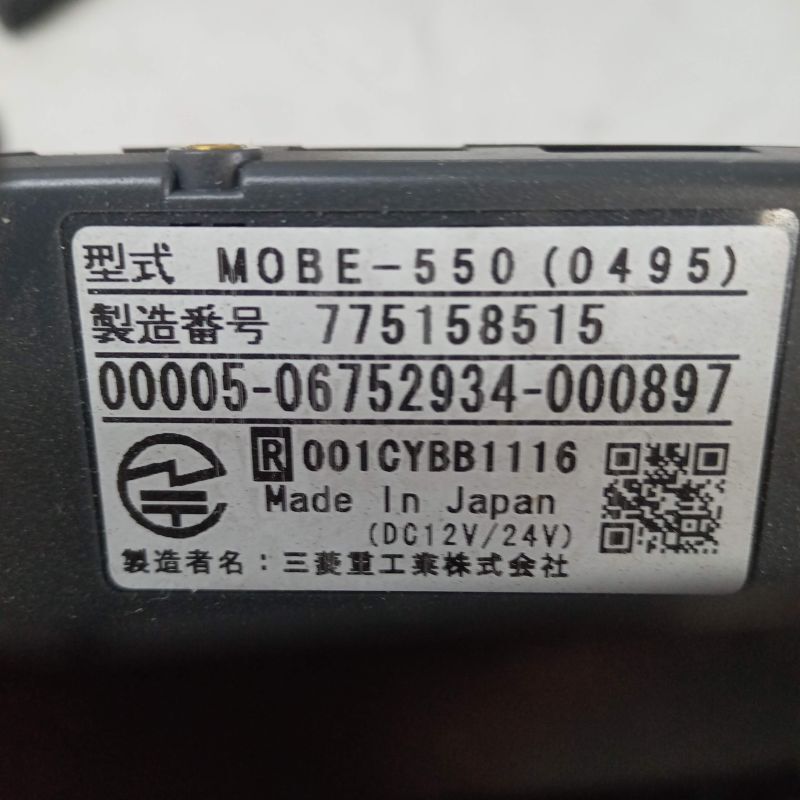 型式 MOBE-550(0495)
製造番号 775158515
00005-06752934-000897
R 001CYBB1116
Made In Japan
(DC12V/24V)
製造者名:三菱重工業株式会社